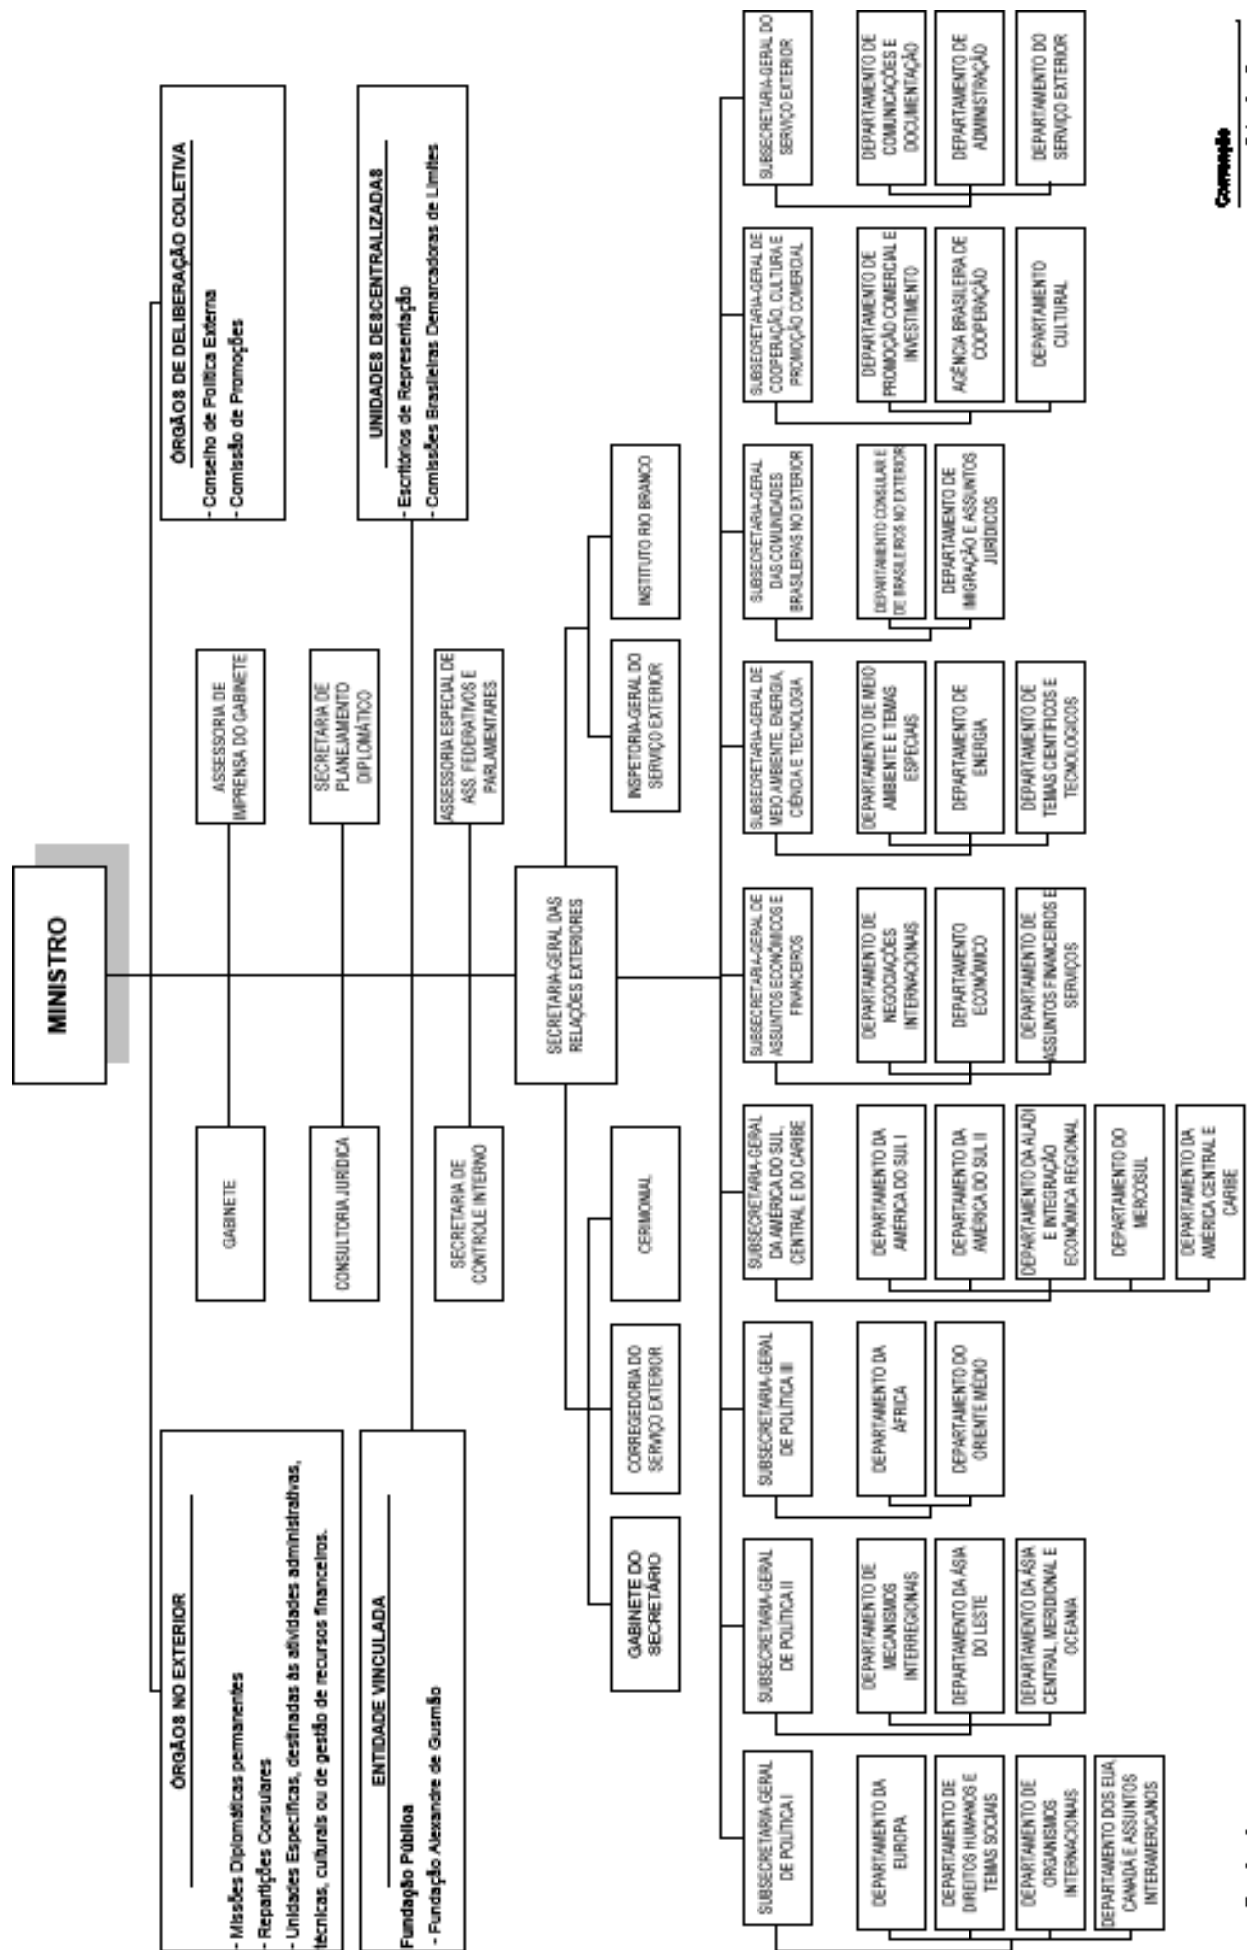 MINISTRO
ÓRGÃOS NO EXTERIOR
- Missões Diplomáticas permanentes
- Repartições Consulares
- Unidades Específicas, destinadas às atividades administrativas,
técnicas, culturais ou de gestão de recursos financeiros.
ENTIDADE VINCULADA
Fundação Pública
- Fundação Alexandre de Gusmão
GABINETE
CONSULTORIA JURÍDICA
SECRETARIA DE
CONTROLE INTERNO
ASSESSORIA DE
IMPRENSA DO GABINETE
SECRETARIA DE
PLANEJAMENTO
DIPLOMÁTICO
ASSESSORIA ESPECIAL DE
ASS. FEDERATIVOS E
PARLAMENTARES
ÓRGÃOS DE DELIBERAÇÃO COLETIVA
- Conselho de Política Externa
- Comissão de Promoções
UNIDADES DESCENTRALIZADAS
- Escritórios de Representação
- Comissões Brasileiras Demarcadoras de Limites
SECRETARIA-GERAL DAS
RELAÇÕES EXTERIORES
GABINETE DO
SECRETÁRIO
CORREGEDORIA DO
SERVIÇO EXTERIOR
CERIMONIAL
INSPETORIA-GERAL DO
SERVIÇO EXTERIOR
INSTITUTO RIO BRANCO
SUBSECRETARIA-GERAL
DE POLÍTICA I
DEPARTAMENTO DA
EUROPA
DEPARTAMENTO DE
DIREITOS HUMANOS E
TEMAS SOCIAIS
DEPARTAMENTO DE
ORGANISMOS
INTERNACIONAIS
DEPARTAMENTO DOS EUA,
CANADÁ E ASSUNTOS
INTERAMERICANOS
SUBSECRETARIA-GERAL
DE POLÍTICA II
DEPARTAMENTO DE
MECANISMOS
INTERREGIONAIS
DEPARTAMENTO DA ÁSIA
DO LESTE
DEPARTAMENTO DA ÁSIA
CENTRAL, MERIDIONAL E
OCEANIA
SUBSECRETARIA-GERAL
DE POLÍTICA III
DEPARTAMENTO DA
ÁFRICA
DEPARTAMENTO DO
ORIENTE MÉDIO
SUBSECRETARIA-GERAL
DA AMÉRICA DO SUL,
CENTRAL E DO CARIBE
DEPARTAMENTO DA
AMÉRICA DO SUL I
DEPARTAMENTO DA
AMÉRICA DO SUL II
DEPARTAMENTO DA ALADI
E INTEGRAÇÃO
ECONÔMICA REGIONAL
DEPARTAMENTO DO
MERCOSUL
DEPARTAMENTO DA
AMÉRICA CENTRAL E
CARIBE
SUBSECRETARIA-GERAL DE
ASSUNTOS ECONÔMICOS E
FINANCEIROS
DEPARTAMENTO DE
NEGOCIAÇÕES
INTERNACIONAIS
DEPARTAMENTO
ECONÔMICO
DEPARTAMENTO DE
ASSUNTOS FINANCEIROS E
SERVIÇOS
SUBSECRETARIA-GERAL DE
MEIO AMBIENTE, ENERGIA,
CIÊNCIA E TECNOLOGIA
DEPARTAMENTO DE MEIO
AMBIENTE E TEMAS
ESPECIAIS
DEPARTAMENTO DE
ENERGIA
DEPARTAMENTO DE
TEMAS CIENTÍFICOS E
TECNOLOGICOS
SUBSECRETARIA-GERAL
DAS COMUNIDADES
BRASILEIRAS NO EXTERIOR
DEPARTAMENTO CONSULAR E
DE BRASILEIROS NO EXTERIOR
DEPARTAMENTO DE
IMIGRAÇÃO E ASSUNTOS
JURÍDICOS
SUBSECRETARIA-GERAL DE
COOPERAÇÃO, CULTURA E
PROMOÇÃO COMERCIAL
DEPARTAMENTO DE
PROMOÇÃO COMERCIAL E
INVESTIMENTO
AGÊNCIA BRASILEIRA DE
COOPERAÇÃO
DEPARTAMENTO
CULTURAL
SUBSECRETARIA-GERAL DO
SERVIÇO EXTERIOR
DEPARTAMENTO DE
COMUNICAÇÕES E
DOCUMENTAÇÃO
DEPARTAMENTO DE
ADMINISTRAÇÃO
DEPARTAMENTO DO
SERVIÇO EXTERIOR
Convenção